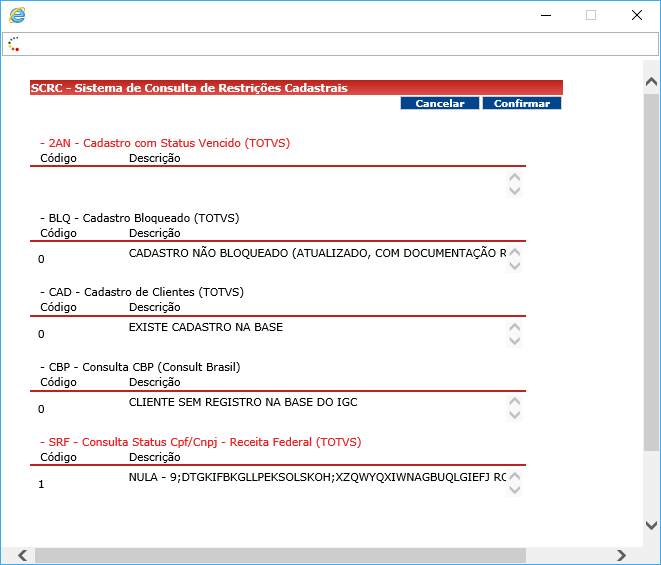 SCRC - Sistema de Consulta de Restrições Cadastrais
Cancelar Confirmar
- 2AN - Cadastro com Status Vencido (TOTVS)
Código Descrição
- BLQ - Cadastro Bloqueado (TOTVS)
Código Descrição
0 CADASTRO NÃO BLOQUEADO (ATUALIZADO, COM DOCUMENTAÇÃO R
- CAD - Cadastro de Clientes (TOTVS)
Código Descrição
0 EXISTE CADASTRO NA BASE
- CBP - Consulta CBP (Consult Brasil)
Código Descrição
0 CLIENTE SEM REGISTRO NA BASE DO IGC
- SRF - Consulta Status Cpf/Cnpj - Receita Federal (TOTVS)
Código Descrição
1 NULA - 9;DTGKIFBKGLLPEKSOLSKOH;XZQWYQXIWNAGBUQLGIEFJ RO